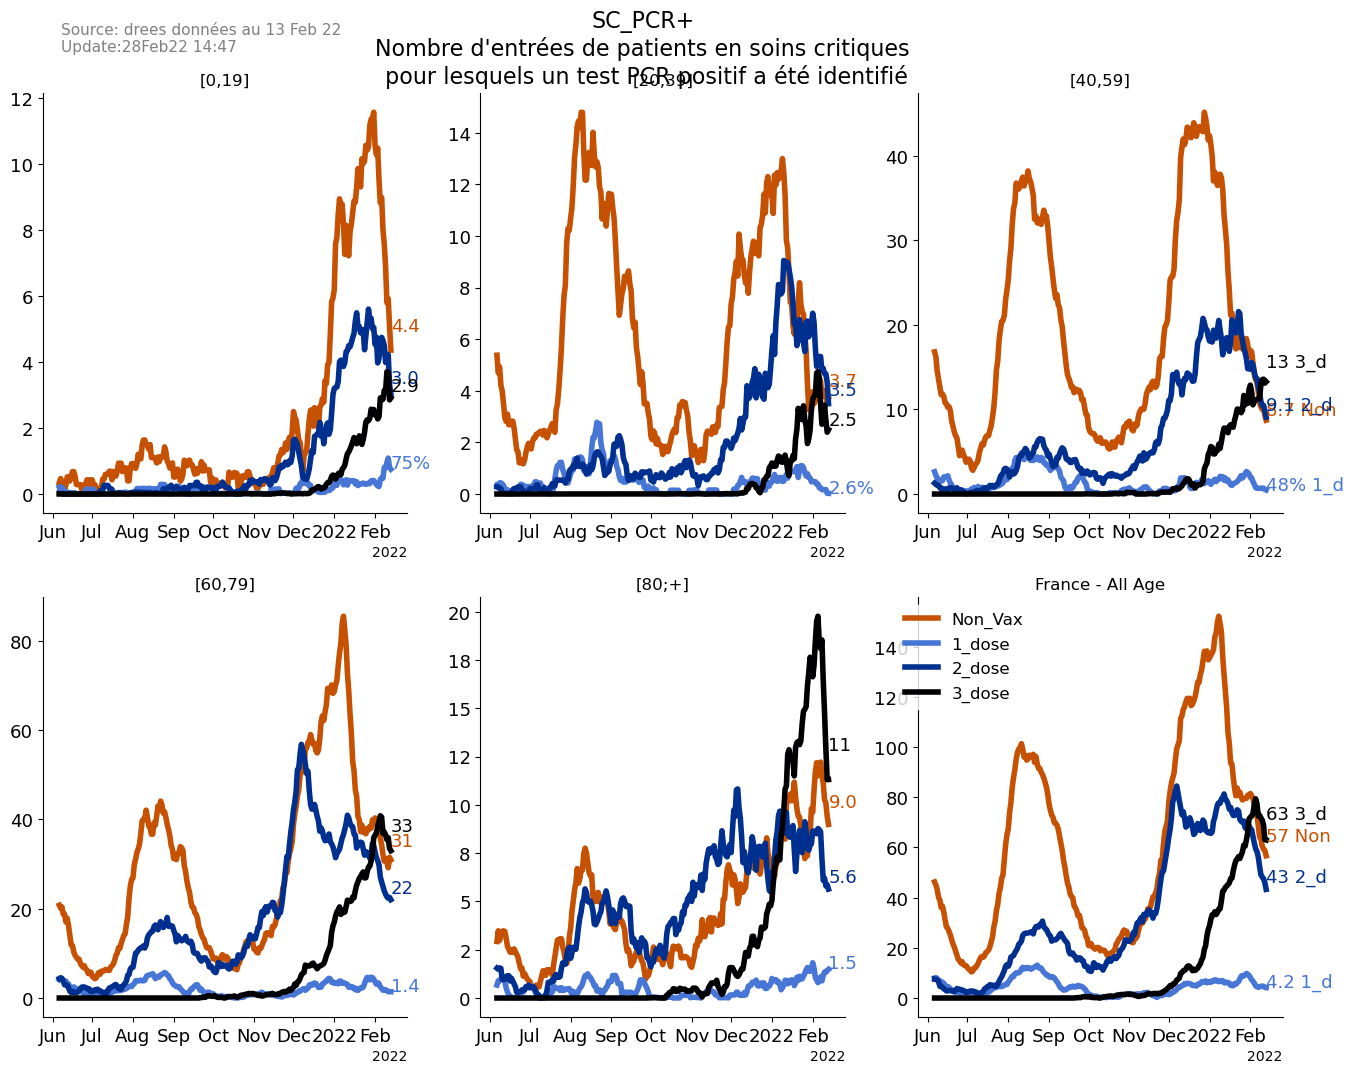 Source: drees données au 13 Feb 22
Update:28Feb22 14:47
SC_PCR+
Nombre d'entrées de patients en soins critiques
pour lesquels un test PCR positif a été identifié
[0,19]
12
10
8
6
4
2
0
4.4
3.0
2.9
75%
Jun Jul Aug Sep Oct Nov Dec 2022 Feb
2022
[20,39]
14
12
10
8
6
4
2
0
3.7
3.5
2.5
2.6%
Jun Jul Aug Sep Oct Nov Dec 2022 Feb
2022
[40,59]
40
30
20
10
0
13 3_d
9.1 2_d
8.7 Non
48% 1_d
Jun Jul Aug Sep Oct Nov Dec 2022 Feb
2022
[60,79]
80
60
40
20
0
33
31
22
1.4
Jun Jul Aug Sep Oct Nov Dec 2022 Feb
2022
[80;+]
20
18
15
12
10
8
5
2
0
11
9.0
5.6
1.5
Jun Jul Aug Sep Oct Nov Dec 2022 Feb
2022
France - All Age
Non_Vax
1_dose
2_dose
3_dose
140
120
100
80
60
40
20
0
63 3_d
57 Non
43 2_d
4.2 1_d
Jun Jul Aug Sep Oct Nov Dec 2022 Feb
2022